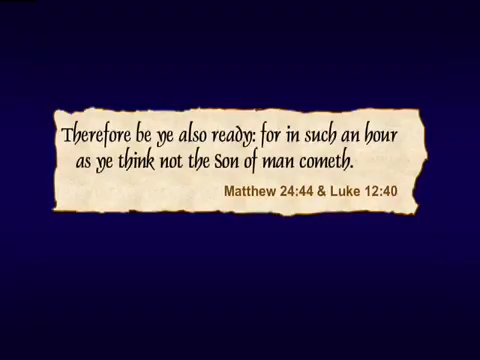 Therefore be ye also ready: for in such an hour
as ye think not the Son of man cometh.
Matthew 24:44 & Luke 12:40